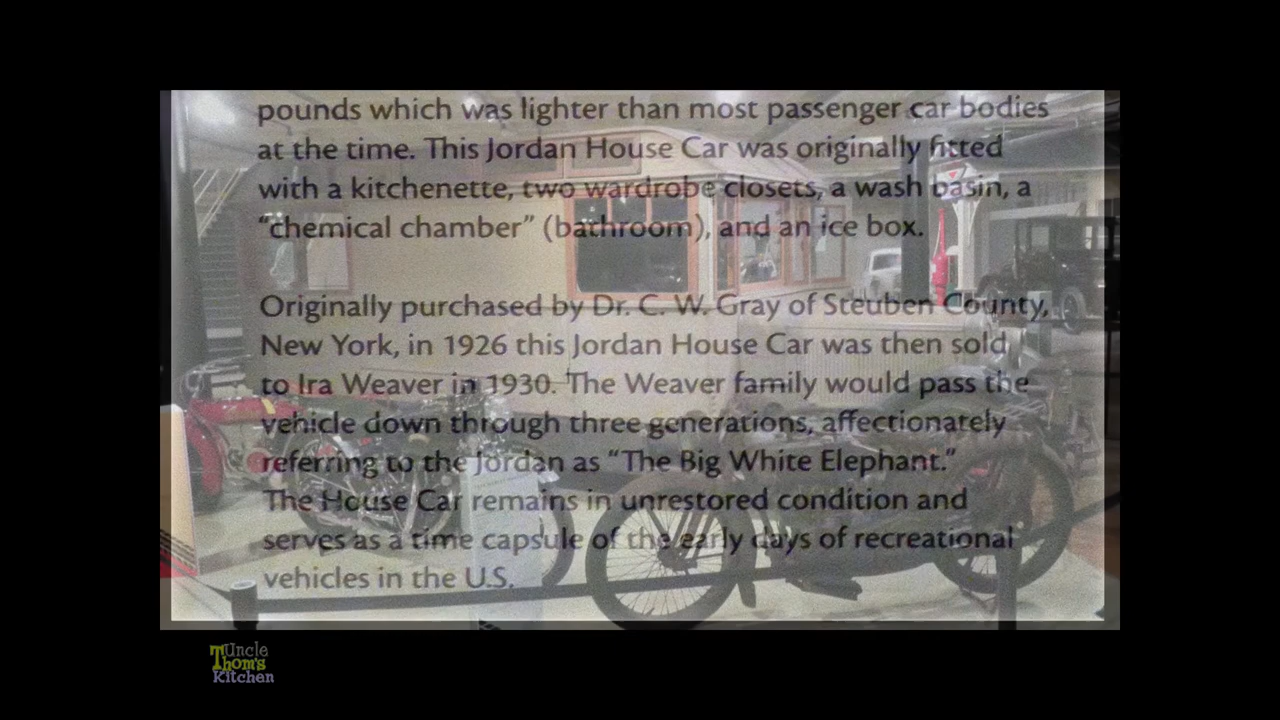 pounds which was lighter than most passenger car bodies
at the time. This Jordan House Car was originally fitted
with a kitchenette, two wardrobe closets, a wash basin, a
“chemical chamber” (bathroom), and an ice box.
Originally purchased by Dr. C. W. Gray of Steuben County,
New York, in 1926 this Jordan House Car was then sold
to Ira Weaver in 1930. The Weaver family would pass the
vehicle down through three generations, affectionately
referring to the Jordan as “The Big White Elephant.”
The House Car remains in unrestored condition and
serves as a time capsule of the early days of recreational
vehicles in the U.S.
Uncle
Thom's
Kitchen